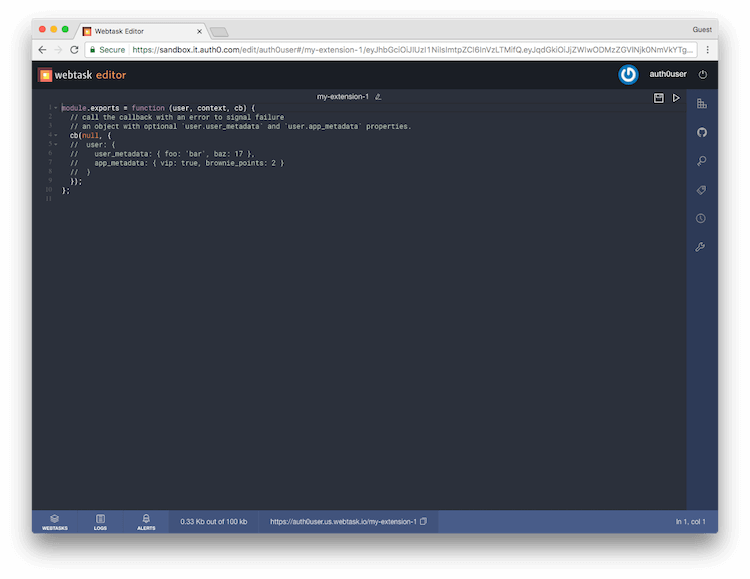 Webtask Editor
Guest
Secure https://sandbox.it.auth0.com/edit/auth0user#/my-extension-1/
webtask editor
auth0user
my-extension-1
1 module.exports = function (user, context, cb) {
2 // call the callback with an error to signal failure
3 // an object with optional `user.user_metadata` and `user.app_metadata` properties.
4 cb(null, {
5 // user: {
6 // user_metadata: { foo: 'bar', baz: 17 },
7 // app_metadata: { vip: true, brownie_points: 2 }
8 // }
9 });
10 };
11
WEBTASKS LOGS ALERTS 0.33 Kb out of 100 kb https://auth0user.us.webtask.io/my-extension-1 ln 1, col 1